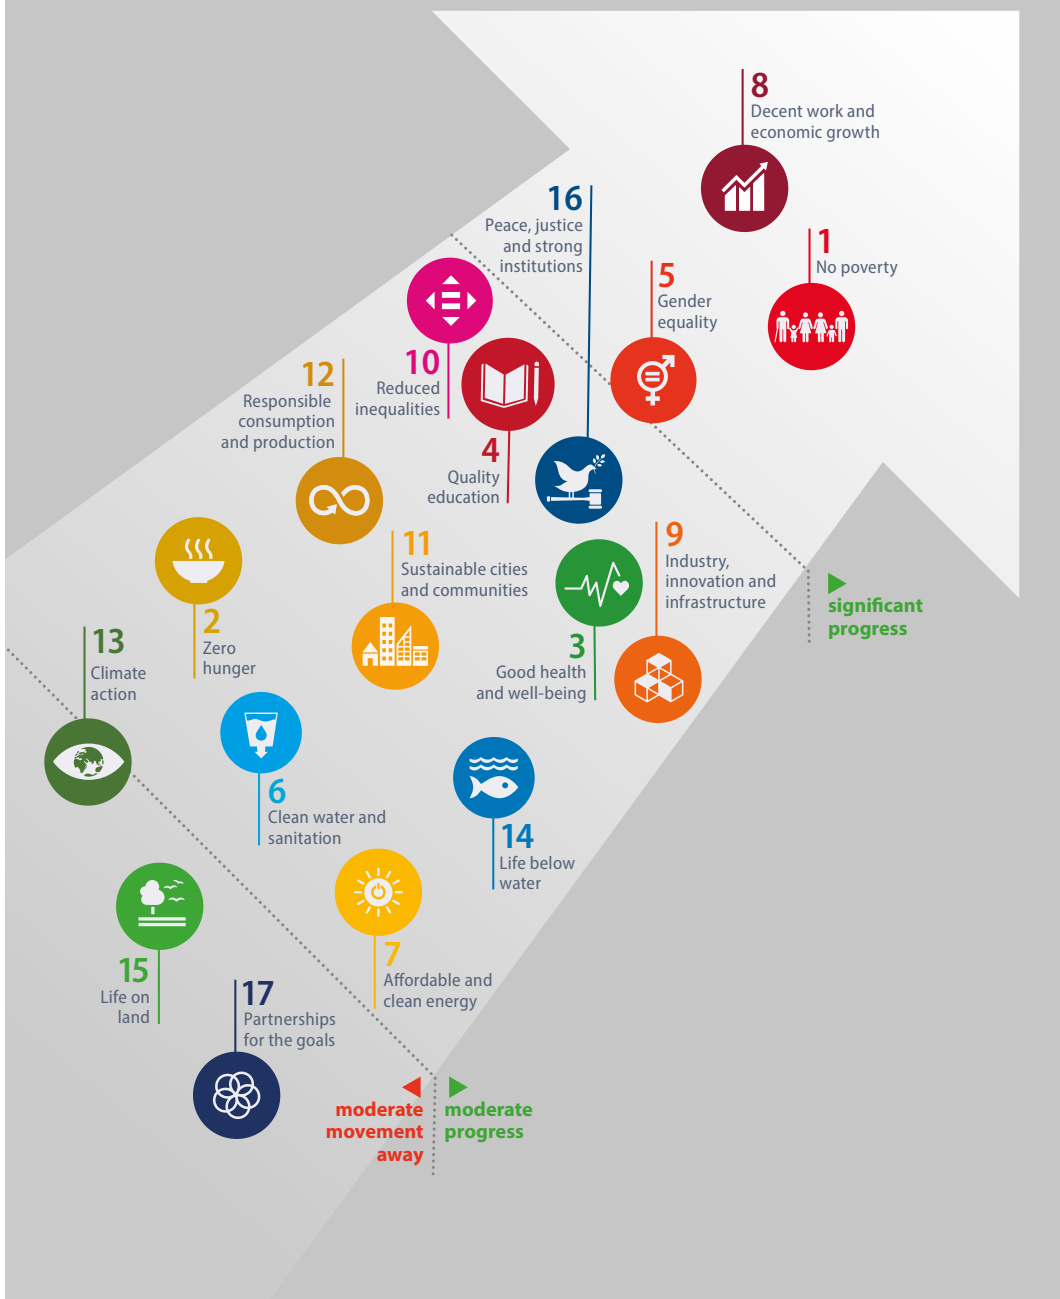 8
Decent work and
economic growth
16
Peace, justice
and strong
institutions
1
No poverty
5
Gender
equality
10
Reduced
inequalities
12
Responsible
consumption
and production
4
Quality
education
11
Sustainable cities
and communities
9
Industry,
innovation and
infrastructure
significant
progress
2
Zero
hunger
13
Climate
action
3
Good health
and well-being
6
Clean water and
sanitation
14
Life below
water
7
Affordable and
clean energy
15
Life on
land
17
Partnerships
for the goals
moderate
movement
away
moderate
progress